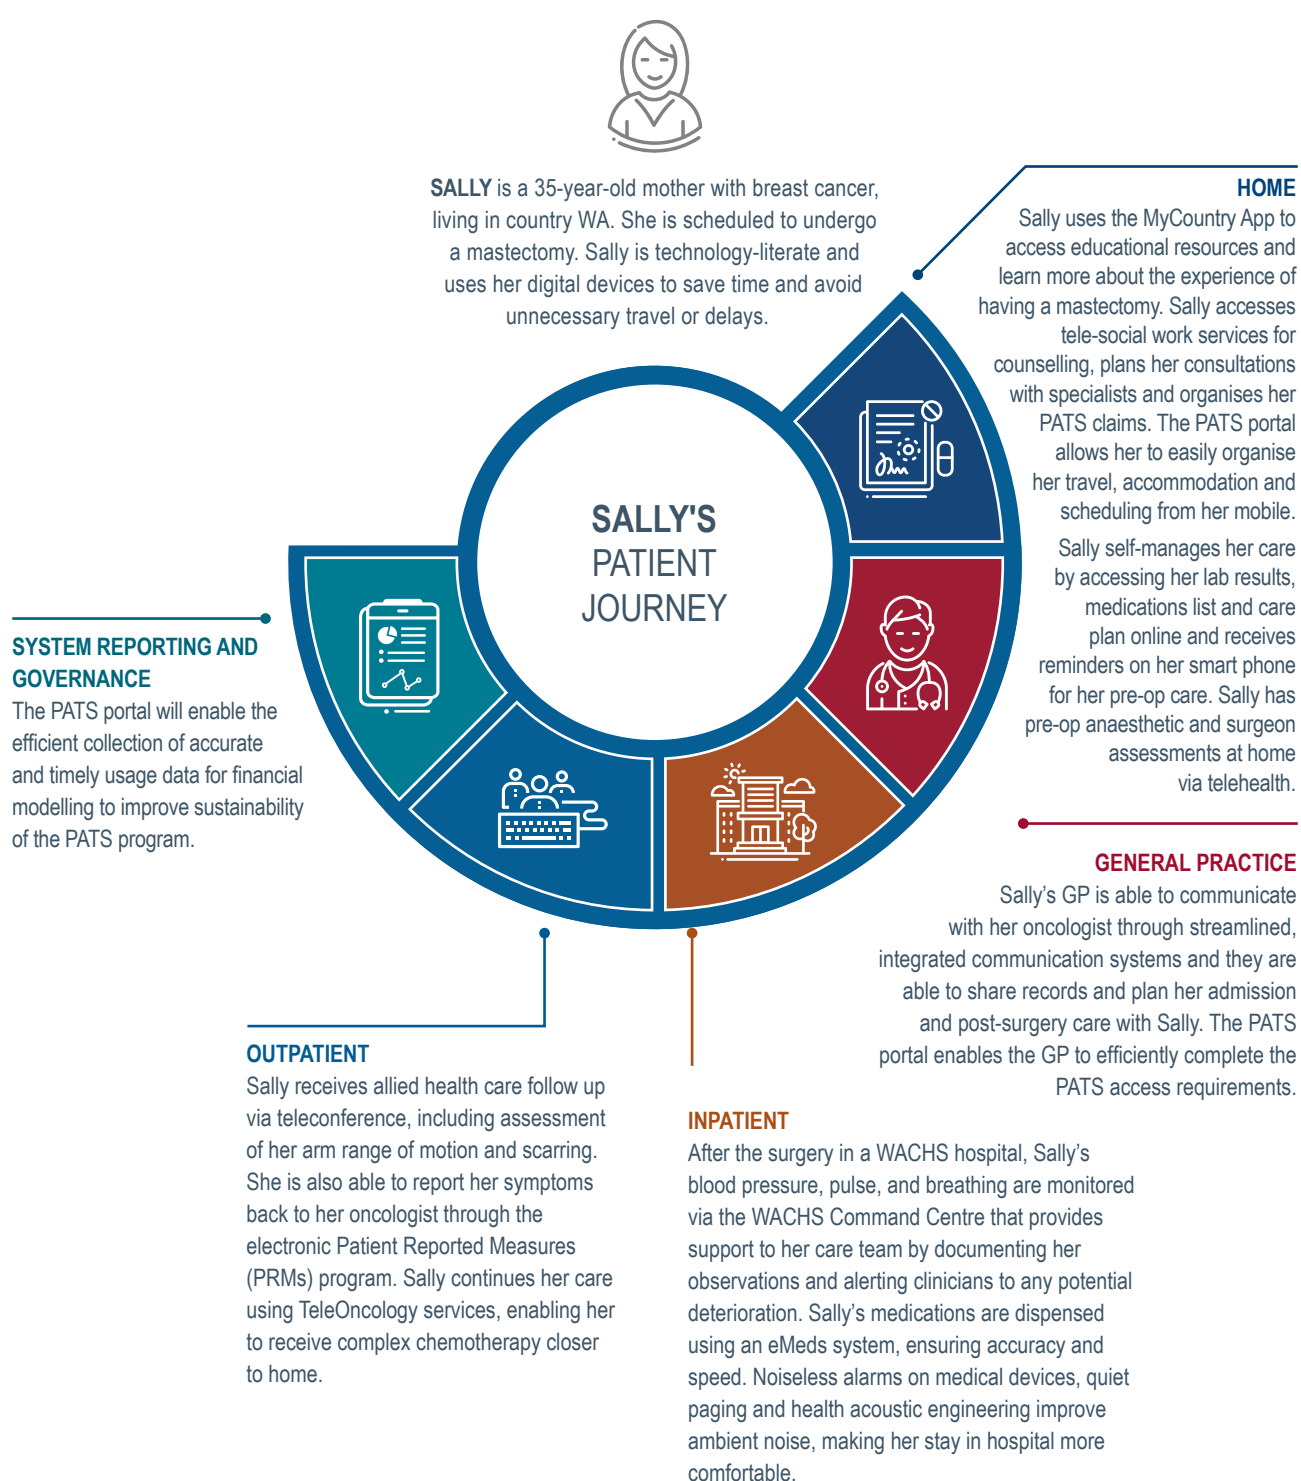 SALLY is a 35-year-old mother with breast cancer,
living in country WA. She is scheduled to undergo
a mastectomy. Sally is technology-literate and
uses her digital devices to save time and avoid
unnecessary travel or delays.
SALLY'S
PATIENT
JOURNEY
HOME
Sally uses the MyCountry App to
access educational resources and
learn more about the experience of
having a mastectomy. Sally accesses
tele-social work services for
counselling, plans her consultations
with specialists and organises her
PATS claims. The PATS portal
allows her to easily organise
her travel, accommodation and
scheduling from her mobile.
Sally self-manages her care
by accessing her lab results,
medications list and care
plan online and receives
reminders on her smart phone
for her pre-op care. Sally has
pre-op anaesthetic and surgeon
assessments at home
via telehealth.
GENERAL PRACTICE
Sally’s GP is able to communicate
with her oncologist through streamlined,
integrated communication systems and they are
able to share records and plan her admission
and post-surgery care with Sally. The PATS
portal enables the GP to efficiently complete the
PATS access requirements.
INPATIENT
After the surgery in a WACHS hospital, Sally’s
blood pressure, pulse, and breathing are monitored
via the WACHS Command Centre that provides
support to her care team by documenting her
observations and alerting clinicians to any potential
deterioration. Sally’s medications are dispensed
using an eMeds system, ensuring accuracy and
speed. Noiseless alarms on medical devices, quiet
paging and health acoustic engineering improve
ambient noise, making her stay in hospital more
comfortable.
OUTPATIENT
Sally receives allied health care follow up
via teleconference, including assessment
of her arm range of motion and scarring.
She is also able to report her symptoms
back to her oncologist through the
electronic Patient Reported Measures
(PRMs) program. Sally continues her care
using TeleOncology services, enabling her
to receive complex chemotherapy closer
to home.
SYSTEM REPORTING AND
GOVERNANCE
The PATS portal will enable the
efficient collection of accurate
and timely usage data for financial
modelling to improve sustainability
of the PATS program.